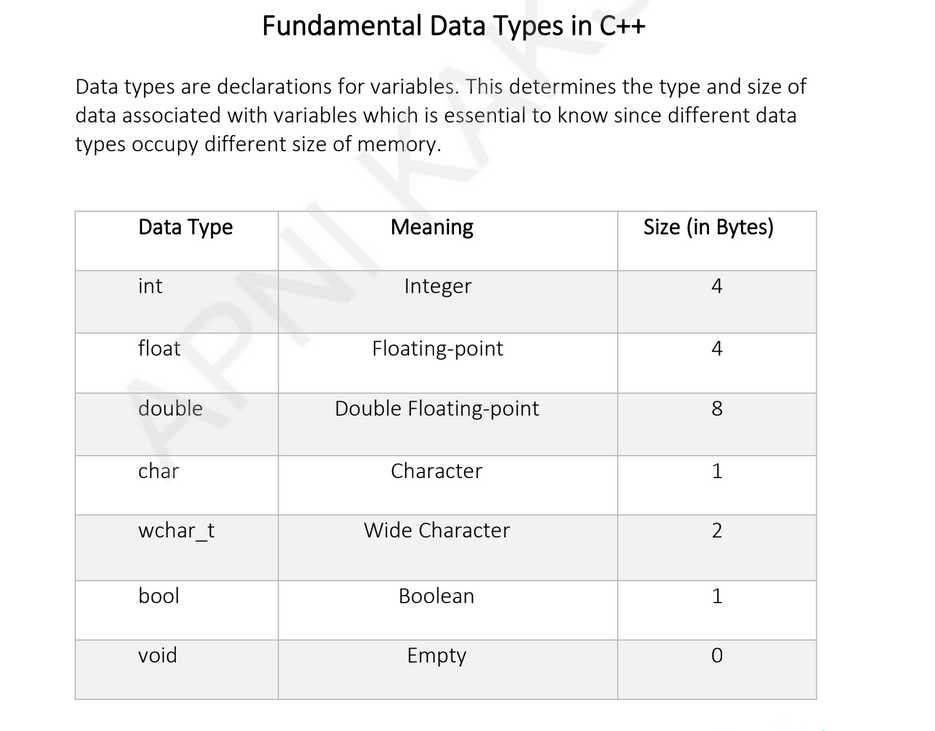 Fundamental Data Types in C++
Data types are declarations for variables. This determines the type and size of
data associated with variables which is essential to know since different data
types occupy different size of memory.
Data Type Meaning Size (in Bytes)
int Integer 4
float Floating-point 4
double Double Floating-point 8
char Character 1
wchar_t Wide Character 2
bool Boolean 1
void Empty 0
APNI KAKS